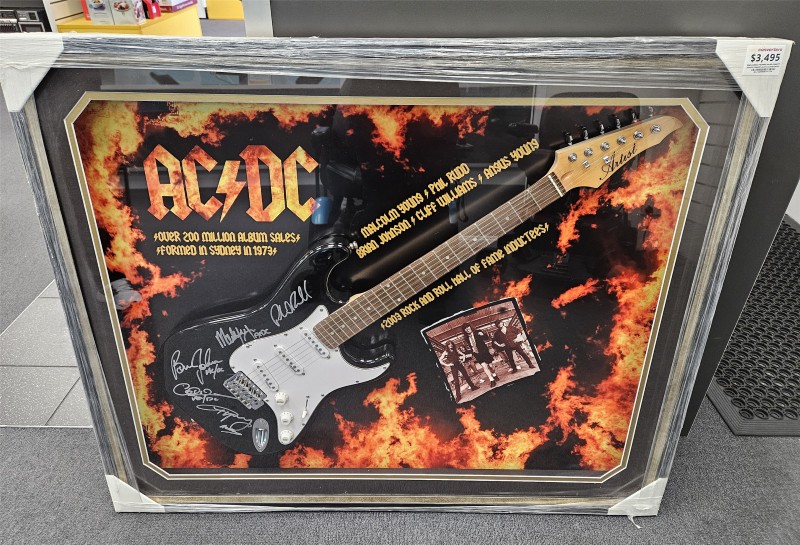 $3,495
AC⚡DC
⚡OVER 200 MILLION ALBUM SALES⚡
⚡FORMED IN SYDNEY IN 1973⚡
MALCOLM YOUNG ⚡ PHIL RUDD
BRIAN JOHNSON ⚡ CLIFF WILLIAMS ⚡ ANGUS YOUNG
⚡2003 ROCK AND ROLL HALL OF FAME INDUCTEES⚡
Artist